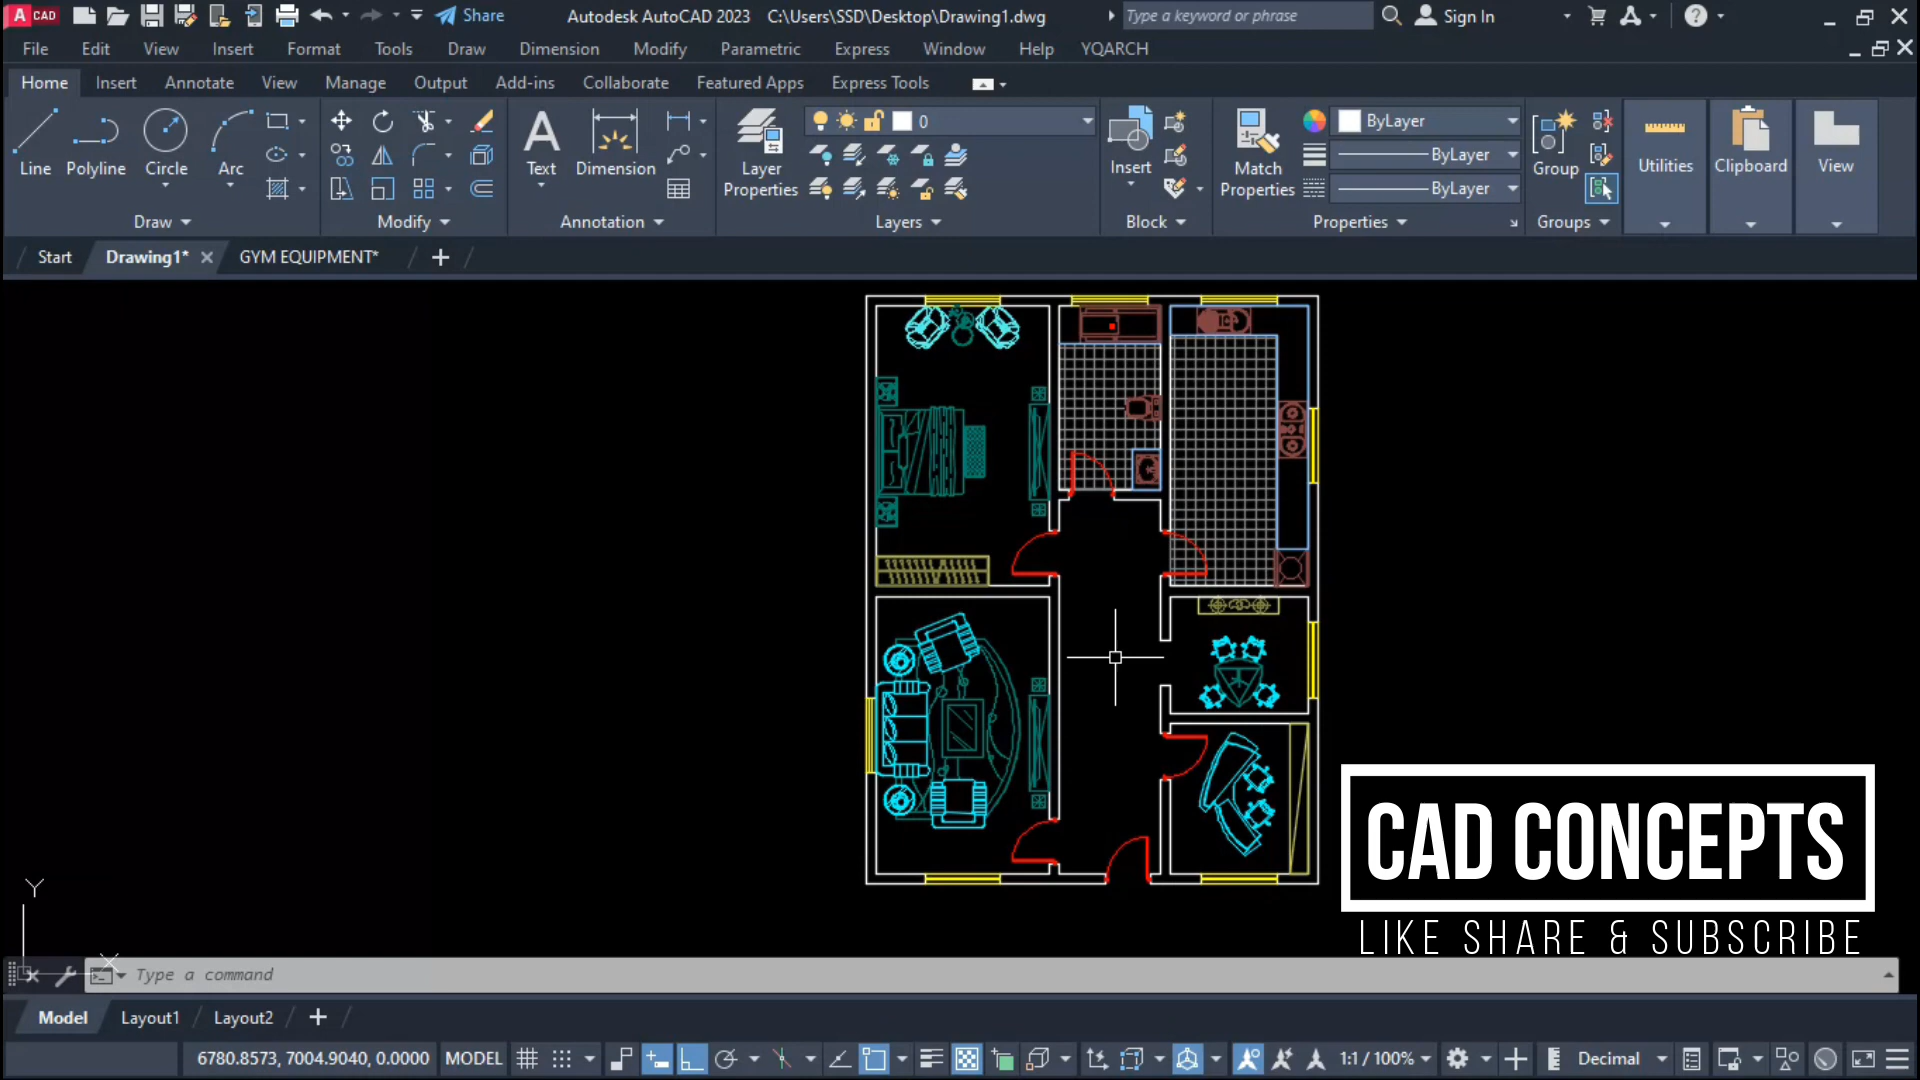 A CAD Share Autodesk AutoCAD 2023 C:\Users\SSD\Desktop\Drawing1.dwg Type a keyword or phrase Sign In
File Edit View Insert Format Tools Draw Dimension Modify Parametric Express Window Help YQARCH
Home Insert Annotate View Manage Output Add-ins Collaborate Featured Apps Express Tools
0 ByLayer
ByLayer
ByLayer
Line Polyline Circle Arc Text Dimension Layer Properties Insert Match Properties Group Utilities Clipboard View
Draw Modify Annotation Layers Block Properties Groups
Start Drawing1* GYM EQUIPMENT*
CAD CONCEPTS
LIKE SHARE & SUBSCRIBE
Y
X
Type a command
Model Layout1 Layout2
6780.8573, 7004.9040, 0.0000 MODEL 1:1 / 100% Decimal